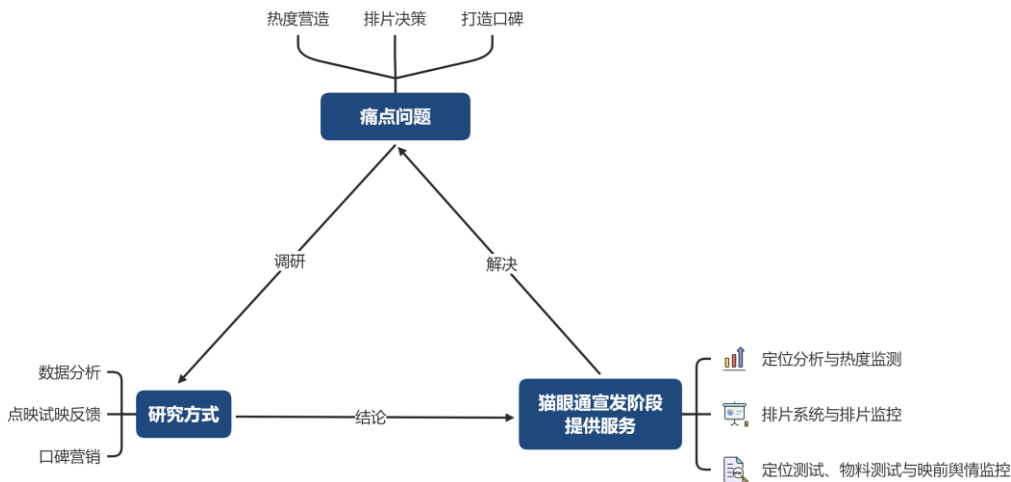 热度营造
排片决策
打造口碑
痛点问题
调研
解决
数据分析
点映试映反馈
口碑营销
研究方式
结论
猫眼通宣发阶段
提供服务
定位分析与热度监测
排片系统与排片监控
定位测试、物料测试与映前舆情监控